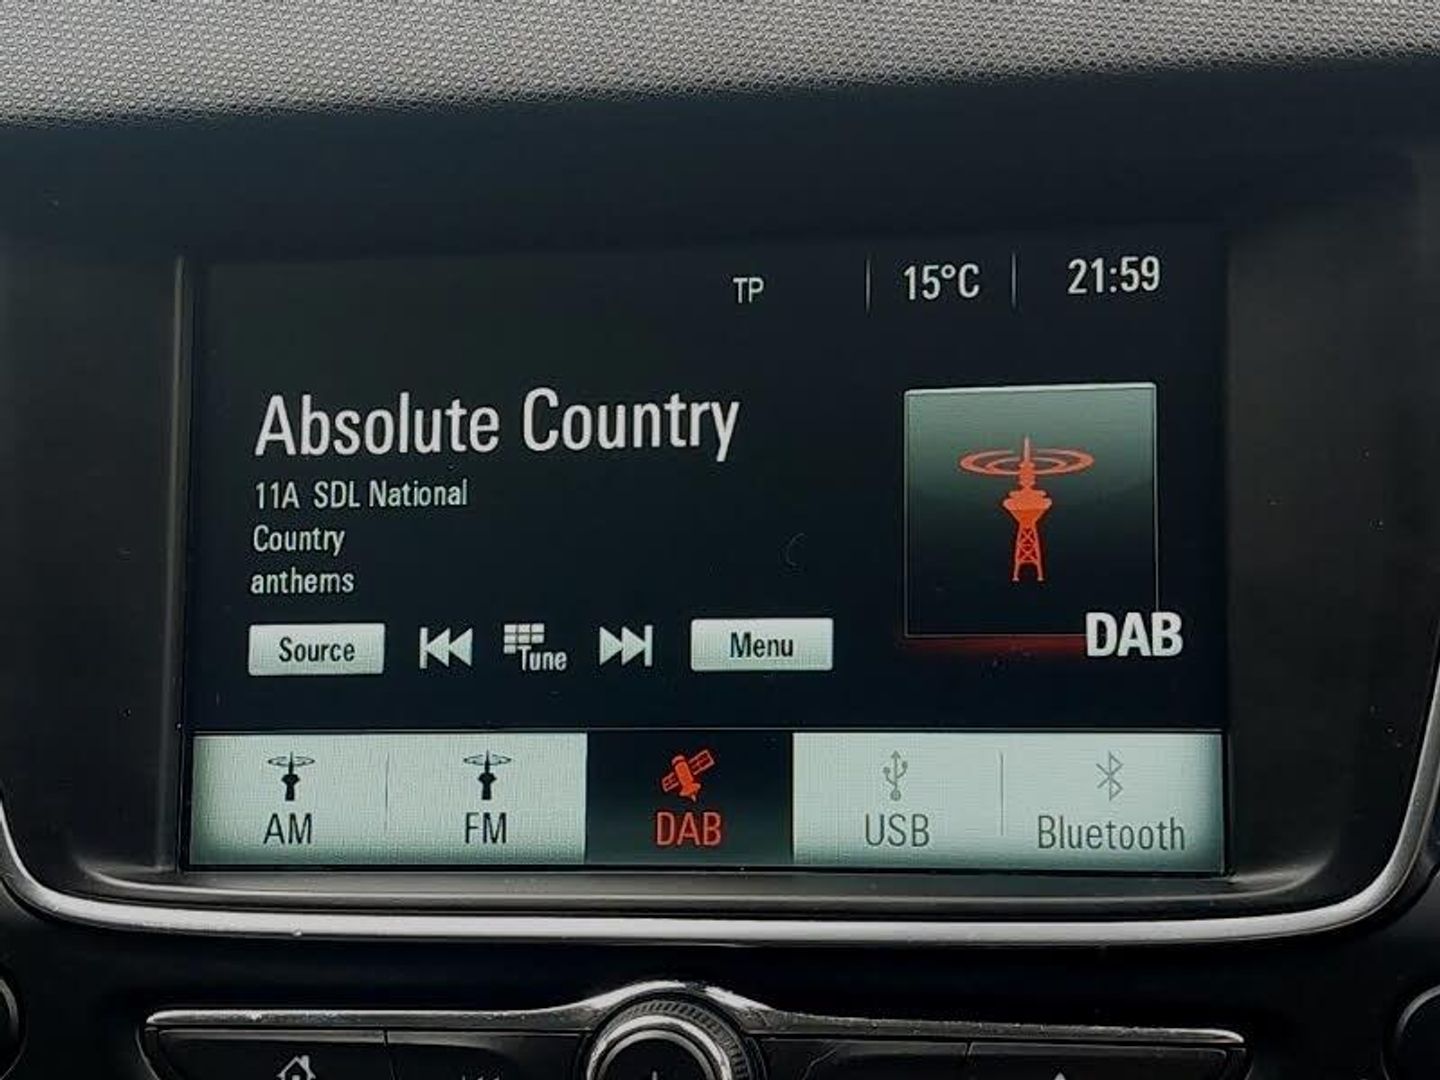 TP 15°C 21:59
Absolute Country
11A SDL National
Country
anthems
Source Tune Menu
DAB
AM FM DAB USB Bluetooth